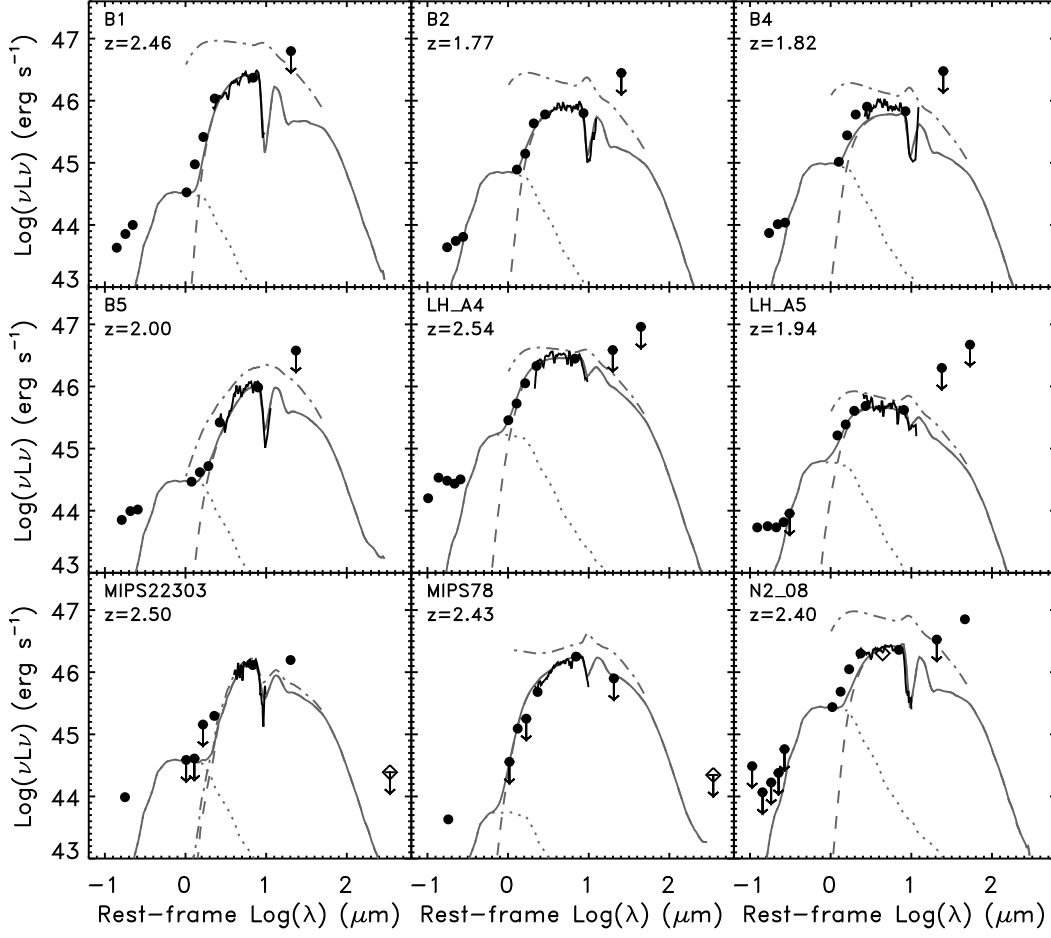 B1
z=2.46
B2
z=1.77
B4
z=1.82
47
46
45
44
43
Log(νLν) (erg s⁻¹)
B5
z=2.00
LH_A4
z=2.54
LH_A5
z=1.94
47
46
45
44
43
Log(νLν) (erg s⁻¹)
MIPS22303
z=2.50
MIPS78
z=2.43
N2_08
z=2.40
47
46
45
44
43
Log(νLν) (erg s⁻¹)
−1 0 1 2 −1 0 1 2 −1 0 1 2
Rest−frame Log(λ) (μm) Rest−frame Log(λ) (μm) Rest−frame Log(λ) (μm)